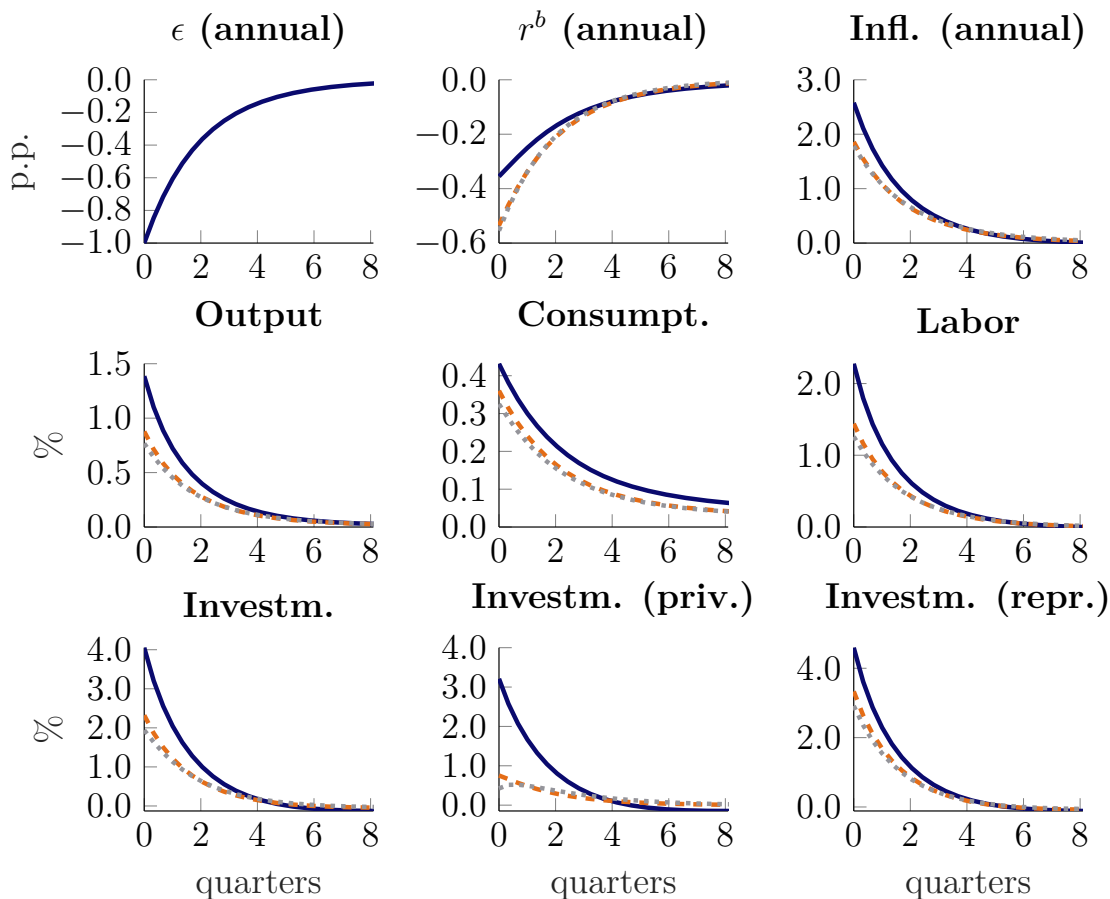 ϵ (annual) r^b (annual) Infl. (annual)
0.0 0.0 3.0
−0.2 −0.2 2.0
−0.4 −0.4 1.0
−0.6 −0.6 0.0
−0.8
−1.0
p.p.
0 2 4 6 8 0 2 4 6 8 0 2 4 6 8
Output Consumpt. Labor
1.5 0.4 2.0
1.0 0.3 1.0
0.5 0.2 0.0
0.0 0.1
0.0
%
0 2 4 6 8 0 2 4 6 8 0 2 4 6 8
Investm. Investm. (priv.) Investm. (repr.)
4.0 4.0 4.0
3.0 3.0 2.0
2.0 2.0 0.0
1.0 1.0
0.0 0.0
%
0 2 4 6 8 0 2 4 6 8 0 2 4 6 8
quarters quarters quarters